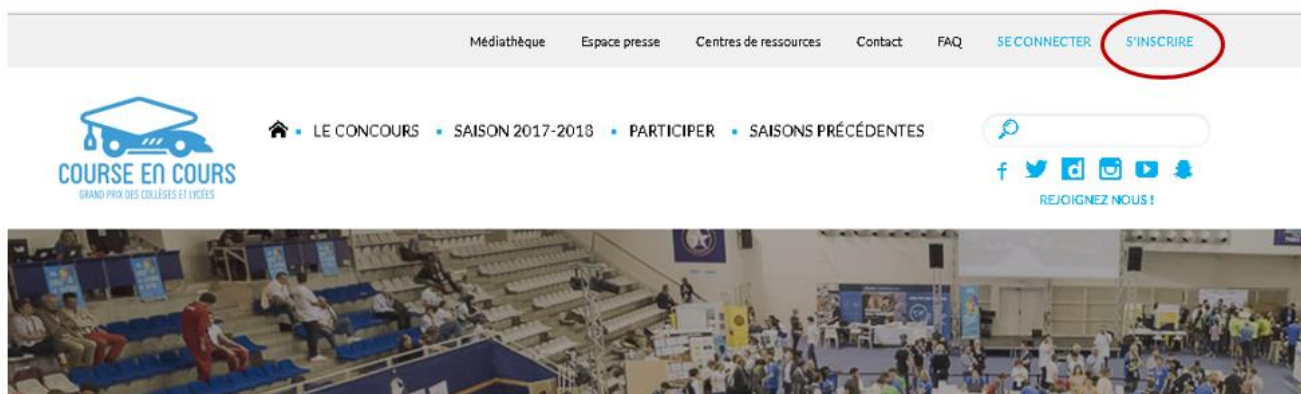 Médiathèque Espace presse Centres de ressources Contact FAQ SE CONNECTER S'INSCRIRE
LE CONCOURS SAISON 2017-2018 PARTICIPER SAISONS PRÉCÉDENTES
COURSE EN COURS
GRAND PRIX DES COLLÈGES ET LYCÉES
REJOIGNEZ NOUS !